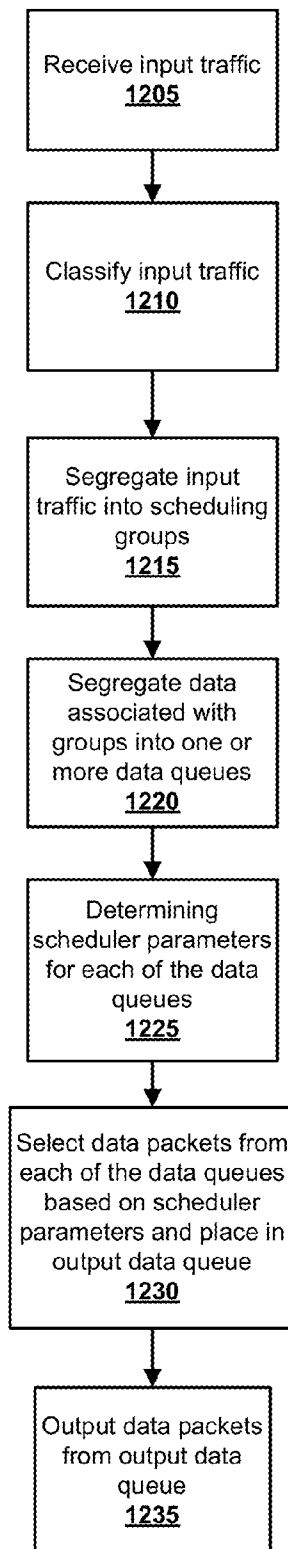 Receive input traffic
1205
Classify input traffic
1210
Segregate input
traffic into scheduling
groups
1215
Segregate data
associated with
groups into one or
more data queues
1220
Determining
scheduler parameters
for each of the data
queues
1225
Select data packets from
each of the data queues
based on scheduler
parameters and place in
output data queue
1230
Output data packets
from output data
queue
1235